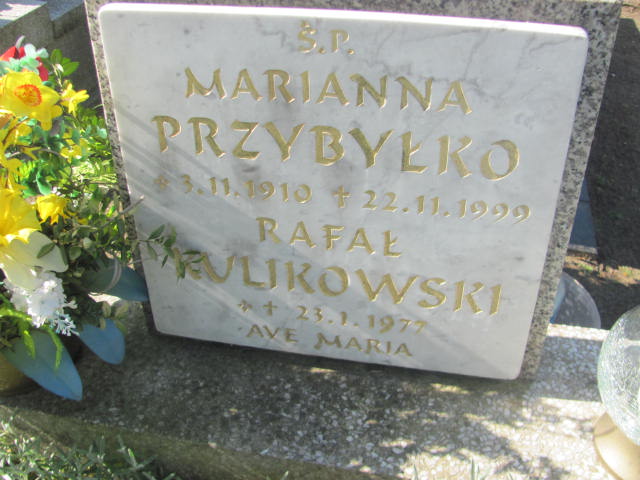 Ś.P.
MARIANNA
PRZYBYŁKO
* 3.11.1910 + 22.11.1999
RAFAŁ
KULIKOWSKI
* + 23.1.1977
AVE MARIA